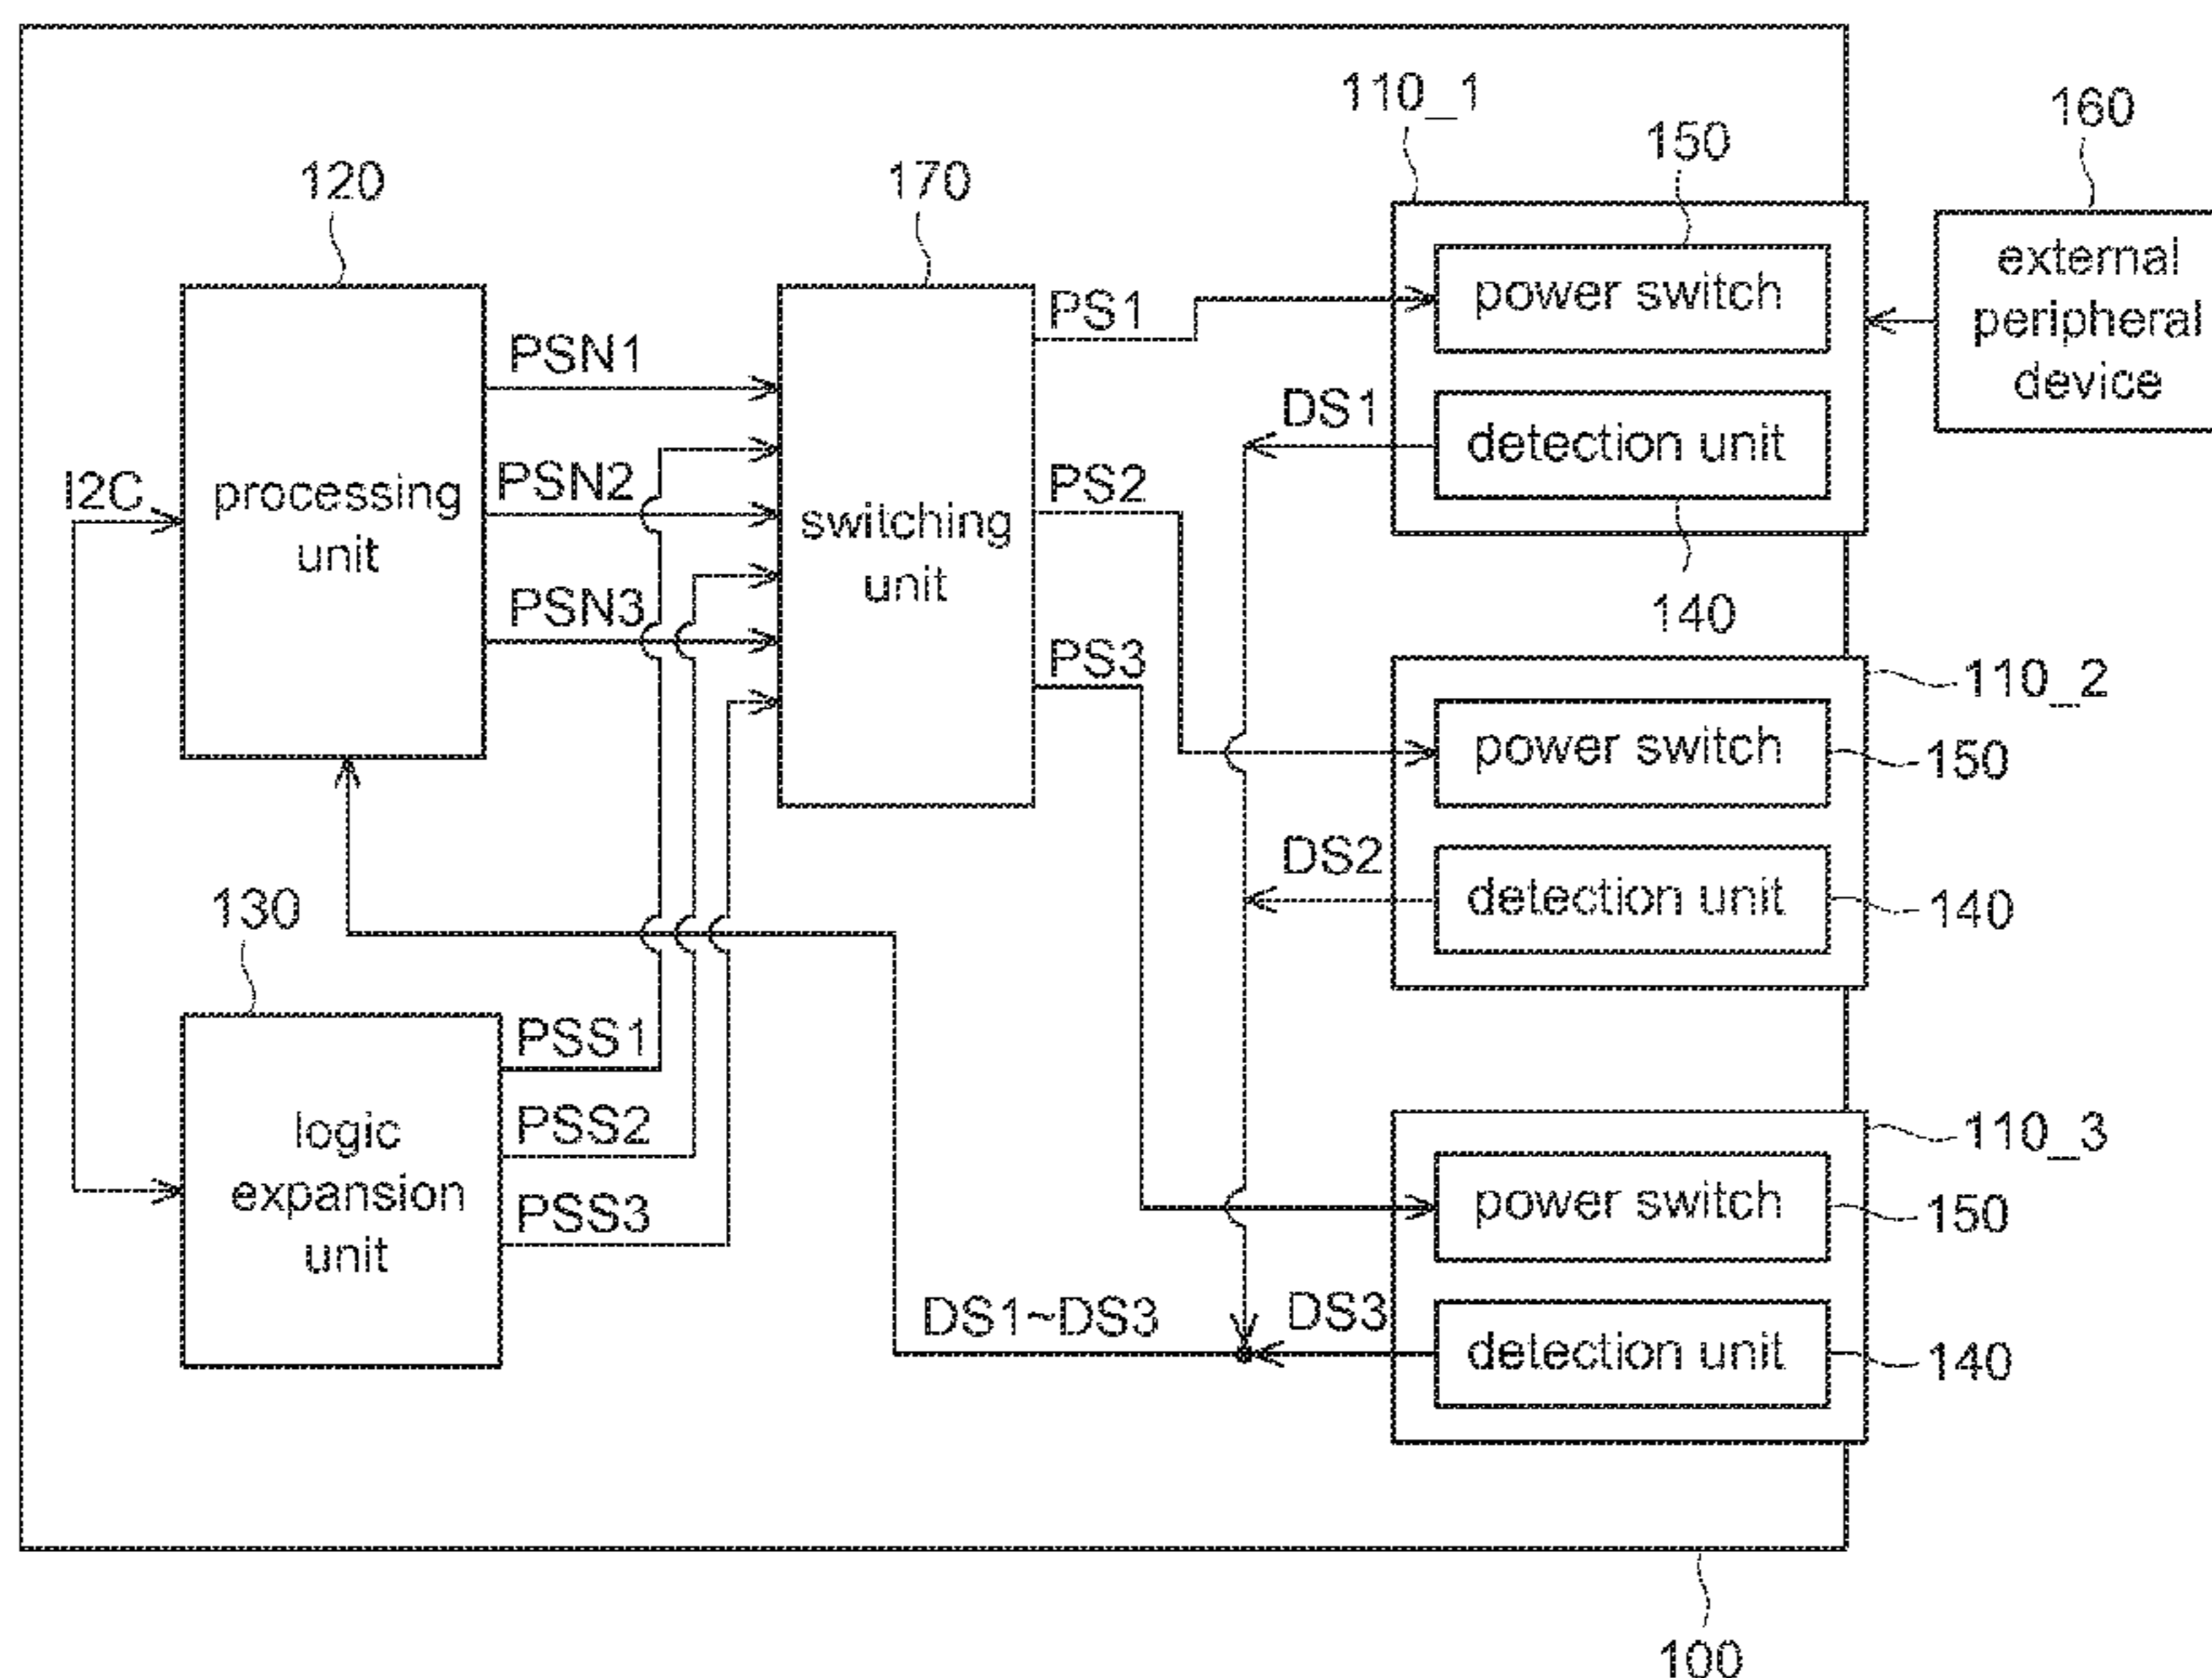 110_1
160
150
120
170
external
peripheral
device
power switch
PS1
PSN1
DS1
detection unit
I2C
processing
unit
PSN2
PS2
switching
unit
PSN3
140
PS3
110_2
power switch
150
DS2
detection unit
140
130
PSS1
logic
expansion
unit
PSS2
PSS3
110_3
power switch
150
DS1~DS3
DS3
detection unit
140
100